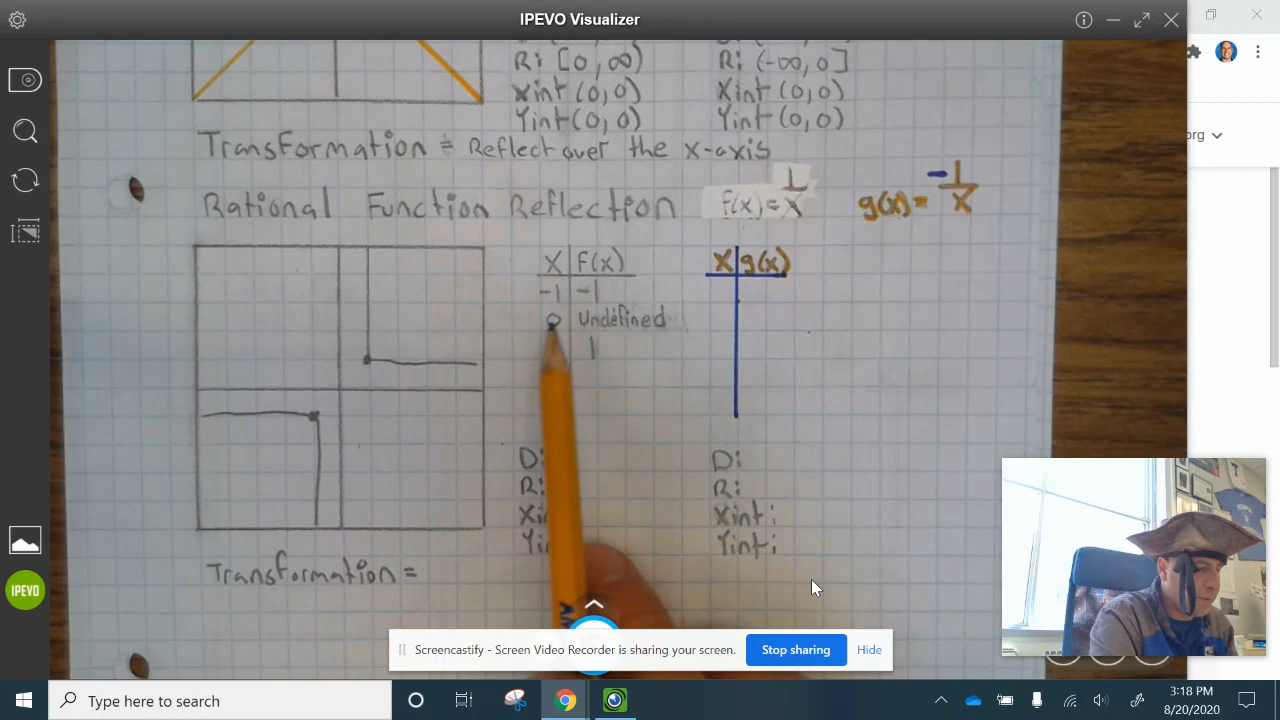 IPEVO Visualizer
R: [0, ∞) R: (-∞, 0]
Xint (0, 0) Xint (0, 0)
Yint (0, 0) Yint (0, 0)
Transformation = Reflect over the x-axis
Rational Function Reflection f(x) = 1/x g(x) = -1/x
X f(x) X g(x)
-1 -1
0 Undefined
1
D: D:
R: R:
Xint:
Yint:
Transformation =
org
IPEVO
Screencastify - Screen Video Recorder is sharing your screen. Stop sharing Hide
Type here to search
3:18 PM
8/20/2020